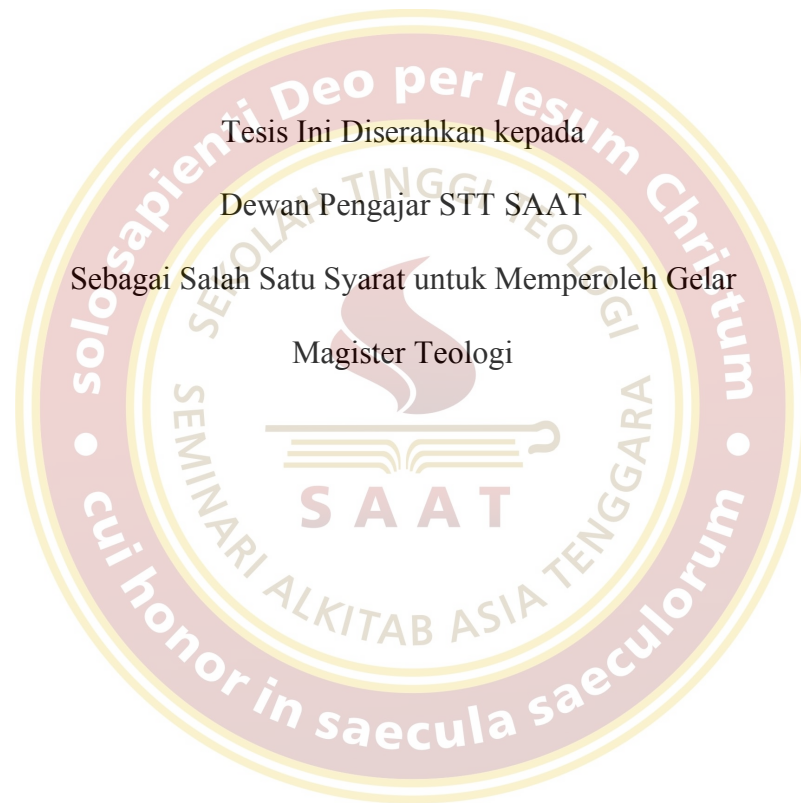 Tesis Ini Diserahkan kepada
Dewan Pengajar STT SAAT
Sebagai Salah Satu Syarat untuk Memperoleh Gelar
Magister Teologi
solo sapienti Deo per Iesum Christum
cui honor in saecula saeculorum
SEKOLAH TINGGI TEOLOGI
SEMINARI ALKITAB ASIA TENGGARA
SAAT